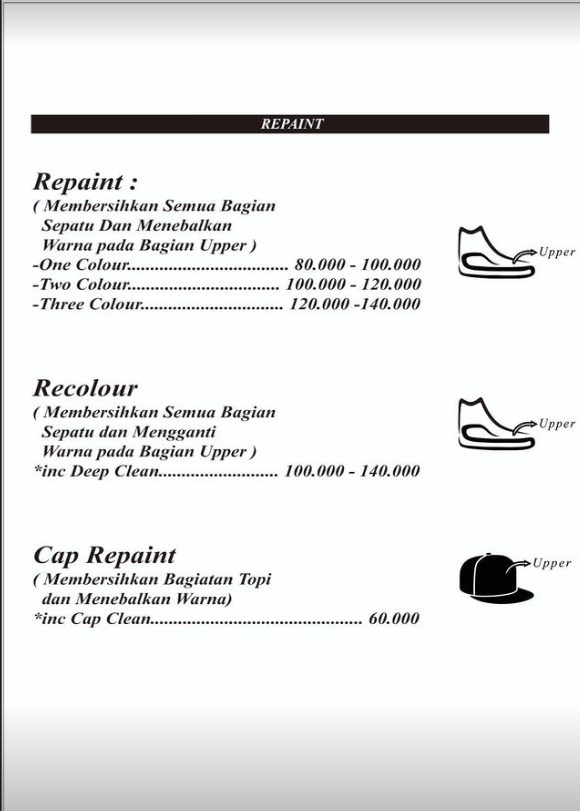 REPAINT
Repaint :
( Membersihkan Semua Bagian
Sepatu Dan Menebalkan
Warna pada Bagian Upper )
-One Colour................................... 80.000 - 100.000
-Two Colour................................. 100.000 - 120.000
-Three Colour............................... 120.000 -140.000
Upper
Recolour
( Membersihkan Semua Bagian
Sepatu dan Mengganti
Warna pada Bagian Upper )
*inc Deep Clean.......................... 100.000 - 140.000
Upper
Cap Repaint
( Membersihkan Bagiatan Topi
dan Menebalkan Warna)
*inc Cap Clean.............................................. 60.000
Upper